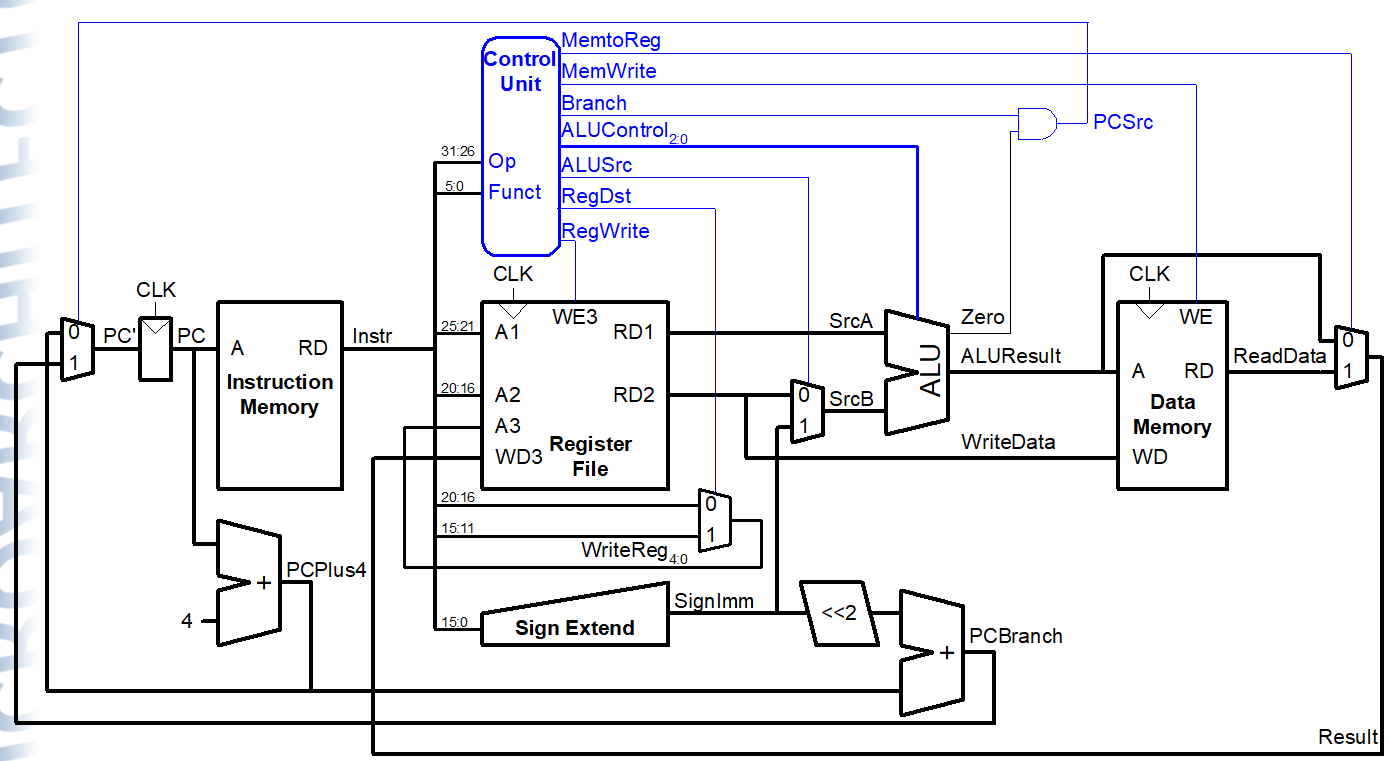 MemtoReg
Control
Unit
MemWrite
Branch
PCSrc
ALUControl2:0
31:26
Op
ALUSrc
5:0
Funct
RegDst
RegWrite
CLK
CLK
CLK
0
1
PC'
PC
A
RD
Instruction
Memory
Instr
25:21
A1
WE3
RD1
20:16
A2
RD2
A3
WD3
Register
File
SrcA
0
1
SrcB
ALU
Zero
ALUResult
WriteData
WE
A
RD
Data
Memory
WD
ReadData
0
1
20:16
0
15:11
1
WriteReg4:0
PCPlus4
+
4
15:0
Sign Extend
SignImm
<<2
+
PCBranch
Result